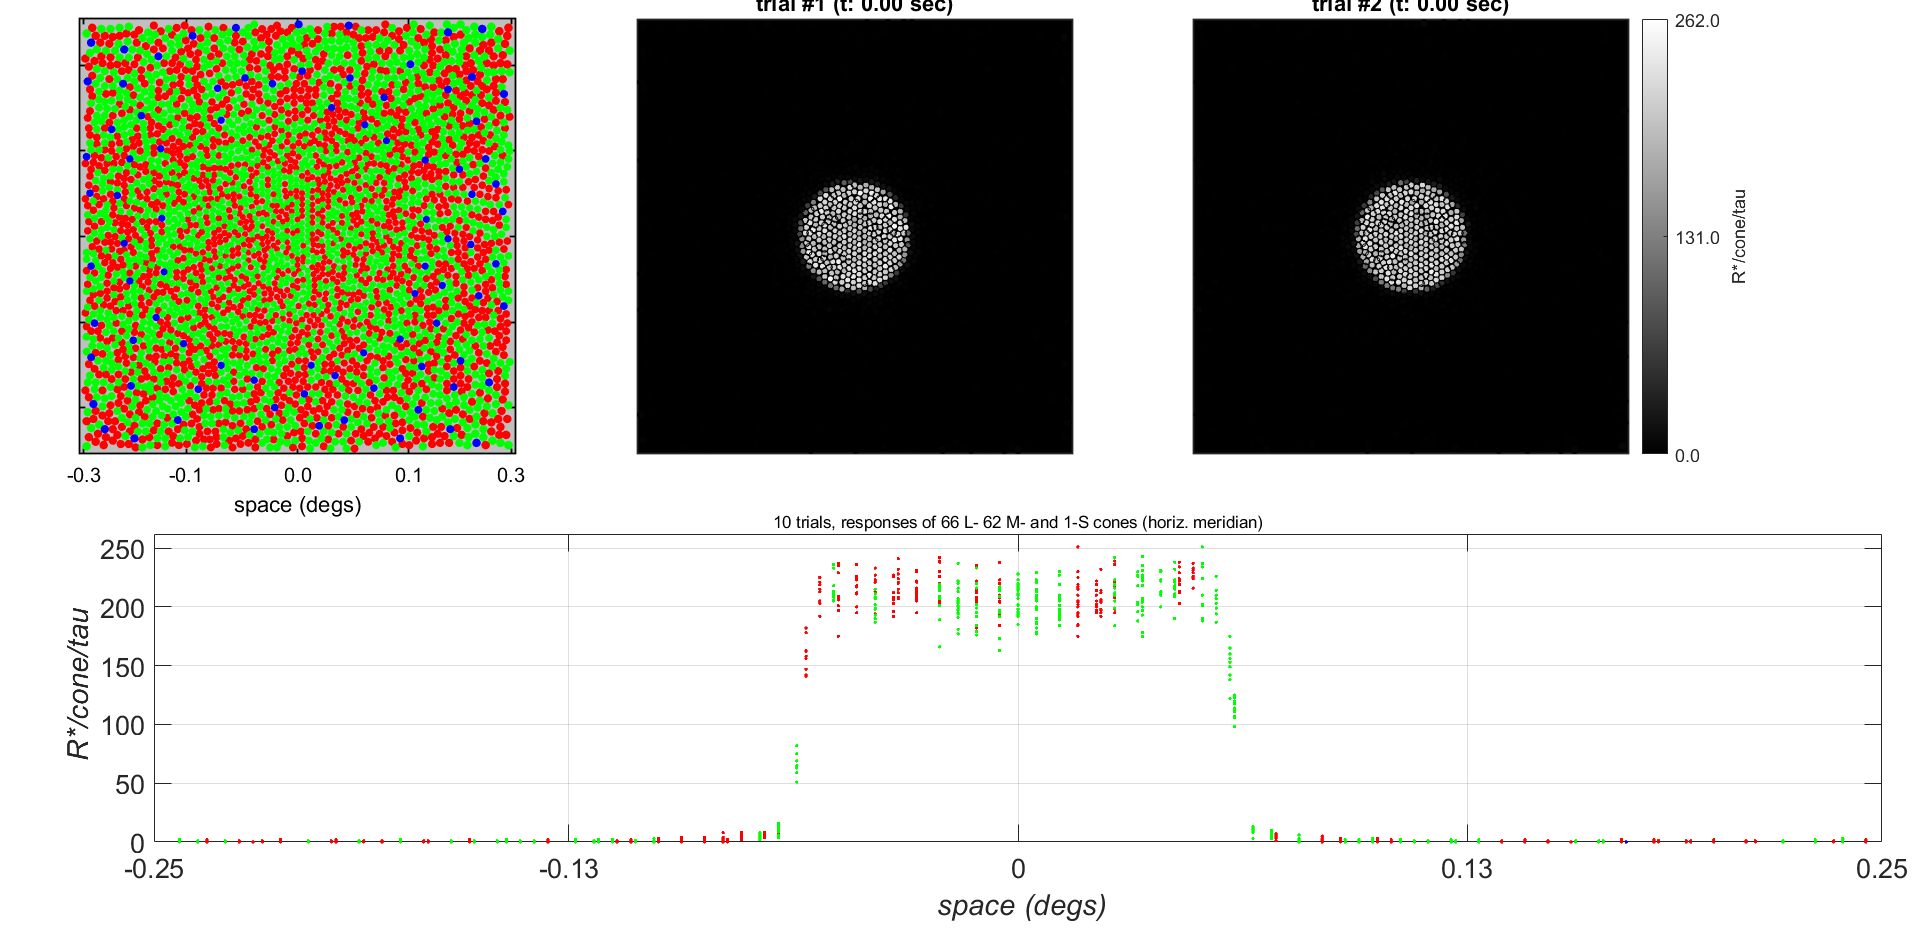 trial #1 (t: 0.00 sec)
trial #2 (t: 0.00 sec)
262.0
131.0
0.0
R*/cone/tau
-0.3 -0.1 0.0 0.1 0.3
space (degs)
10 trials, responses of 66 L- 62 M- and 1-S cones (horiz. meridian)
250
200
150
100
50
0
R*/cone/tau
-0.25 -0.13 0 0.13 0.25
space (degs)